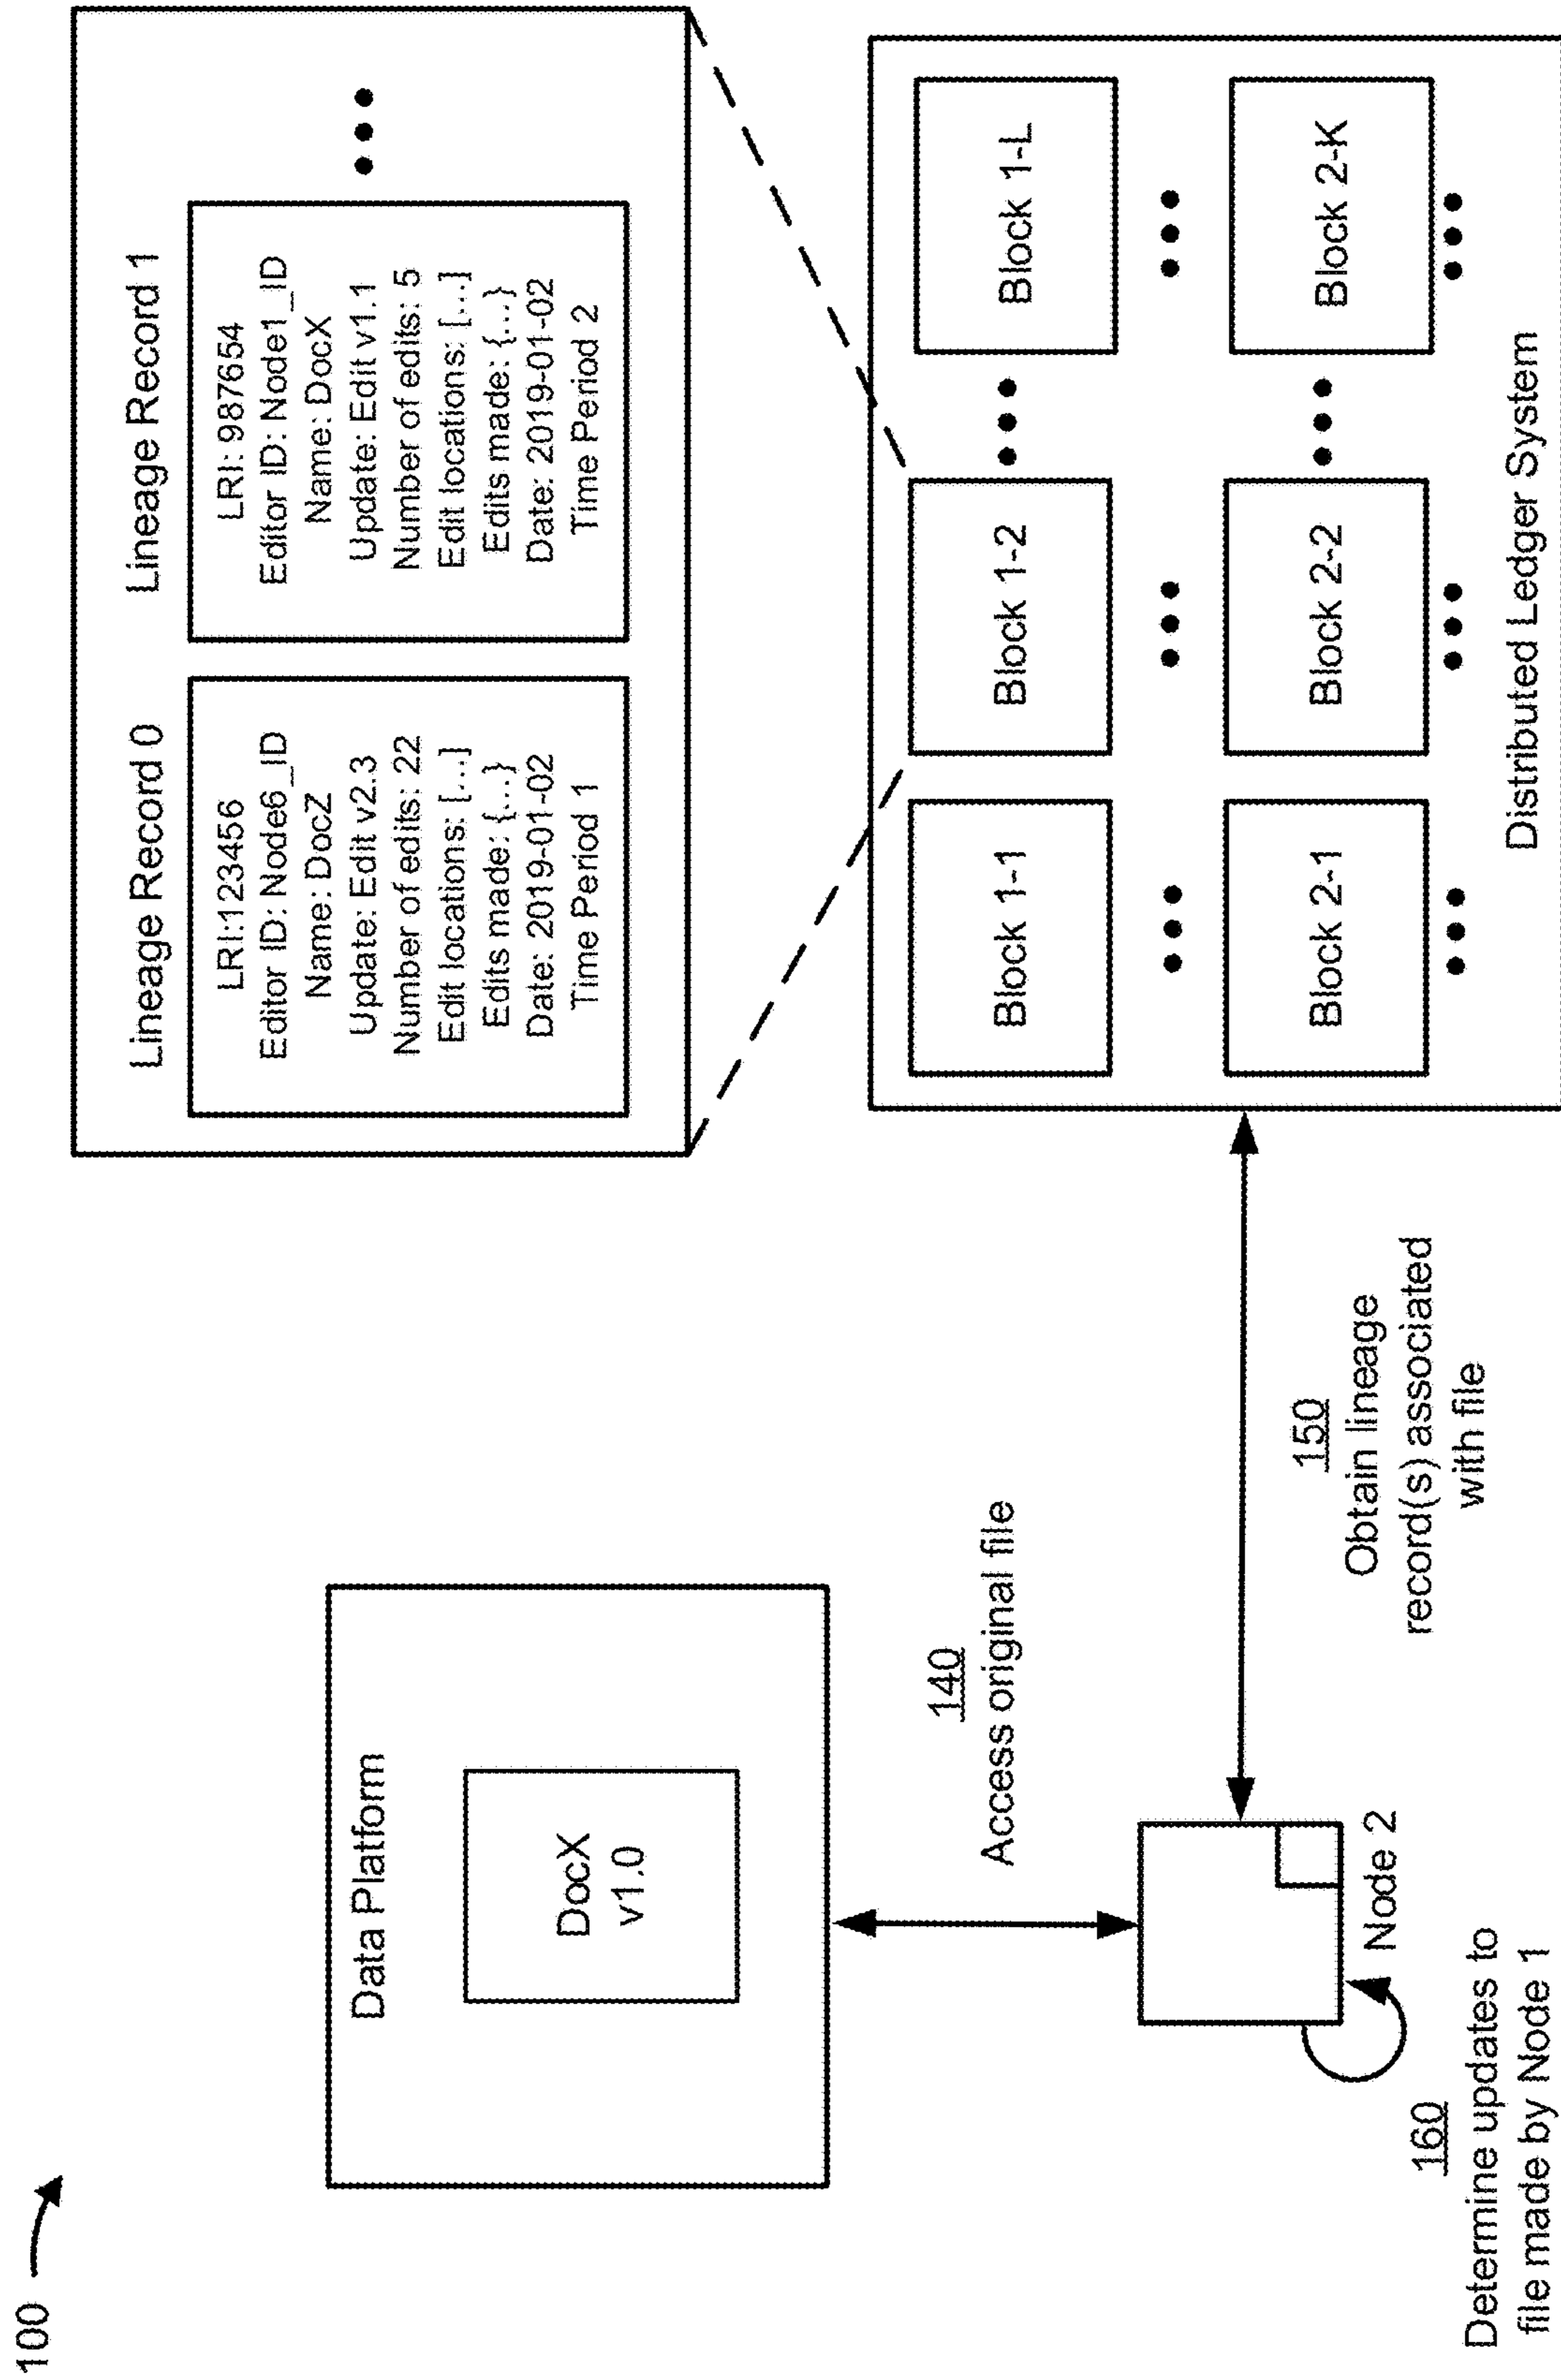 100
Data Platform
DocX
v1.0
140
Access original file
Node 2
160
Determine updates to
file made by Node 1
150
Obtain lineage
record(s) associated
with file
Lineage Record 0
LRI:123456
Editor ID: Node6_ID
Name: DocZ
Update: Edit v2.3
Number of edits: 22
Edit locations: [...]
Edits made: {...}
Date: 2019-01-02
Time Period 1
Lineage Record 1
LRI: 987654
Editor ID: Node1_ID
Name: DocX
Update: Edit v1.1
Number of edits: 5
Edit locations: [...]
Edits made: {...}
Date: 2019-01-02
Time Period 2
Block 1-1
Block 1-2
Block 1-L
Block 2-1
Block 2-2
Block 2-K
Distributed Ledger System